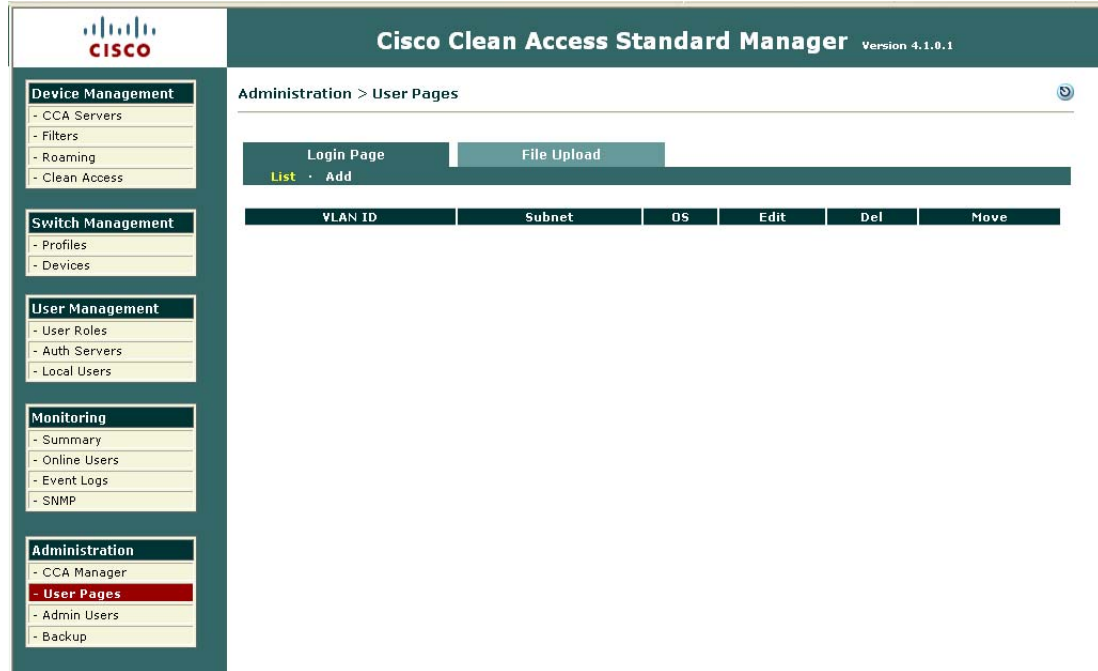 CISCO
Cisco Clean Access Standard Manager Version 4.1.0.1
Device Management
- CCA Servers
- Filters
- Roaming
- Clean Access
Switch Management
- Profiles
- Devices
User Management
- User Roles
- Auth Servers
- Local Users
Monitoring
- Summary
- Online Users
- Event Logs
- SNMP
Administration
- CCA Manager
- User Pages
- Admin Users
- Backup
Administration > User Pages
Login Page File Upload
List · Add
VLAN ID Subnet OS Edit Del Move